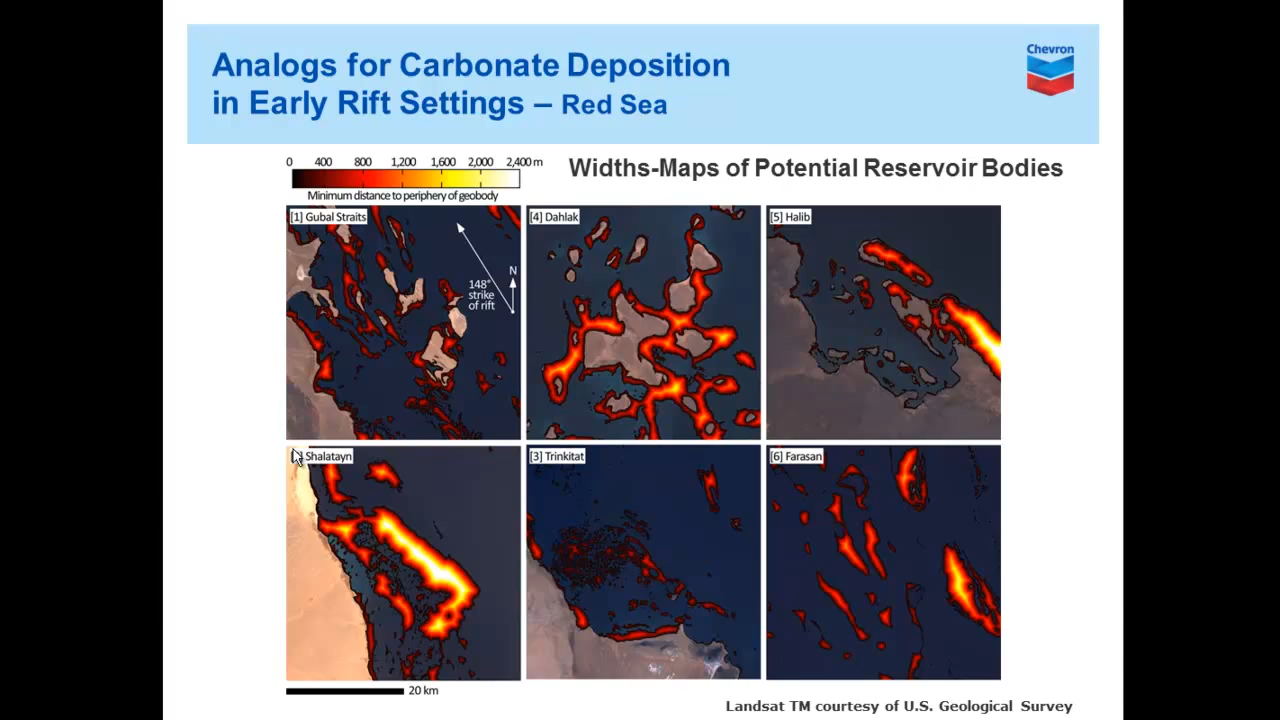 Analogs for Carbonate Deposition
in Early Rift Settings – Red Sea
Chevron
0 400 800 1,200 1,600 2,000 2,400 m
Minimum distance to periphery of geobody
Widths-Maps of Potential Reservoir Bodies
[1] Gubal Straits
N
148°
strike
of rift
[4] Dahlak
[5] Halib
] Shalatayn
[3] Trinkitat
[6] Farasan
20 km
Landsat TM courtesy of U.S. Geological Survey